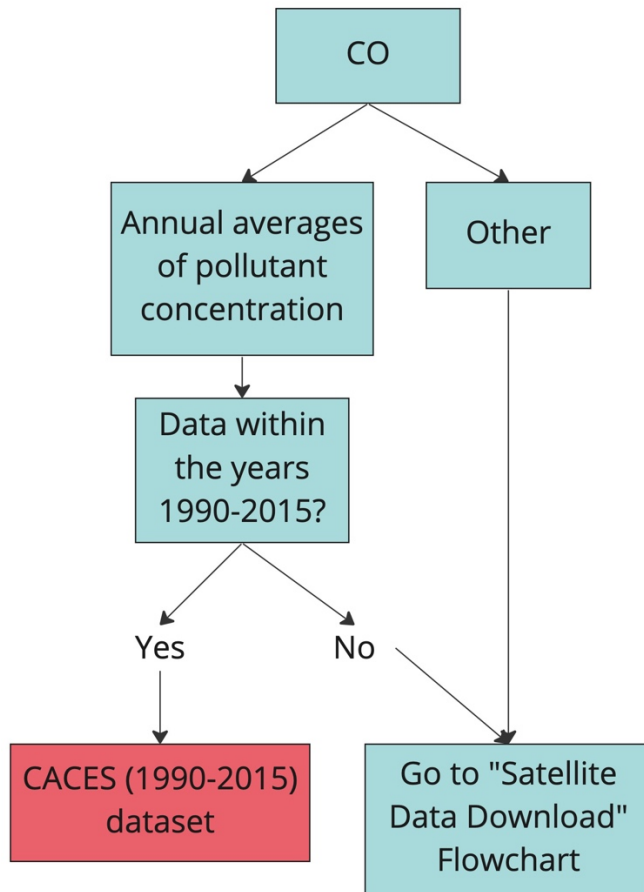 CO
Annual averages
of pollutant
concentration
Other
Data within
the years
1990-2015?
Yes
No
CACES (1990-2015)
dataset
Go to "Satellite
Data Download"
Flowchart